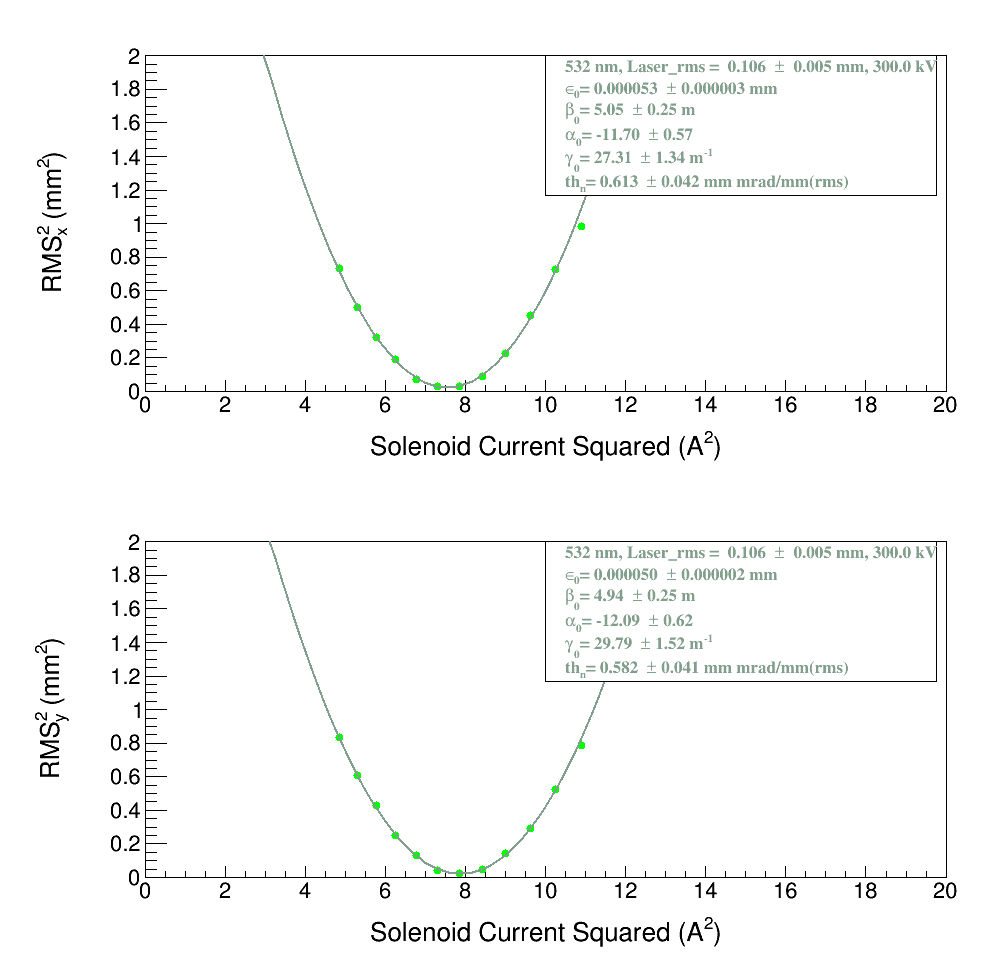 2
1.8
1.6
1.4
1.2
1
0.8
0.6
0.4
0.2
0
RMS²ₓ (mm²)
532 nm, Laser_rms = 0.106 ± 0.005 mm, 300.0 kV
ϵ₀= 0.000053 ± 0.000003 mm
β₀= 5.05 ± 0.25 m
α₀= -11.70 ± 0.57
γ₀= 27.31 ± 1.34 m⁻¹
thₙ= 0.613 ± 0.042 mm mrad/mm(rms)
0 2 4 6 8 10 12 14 16 18 20
Solenoid Current Squared (A²)
2
1.8
1.6
1.4
1.2
1
0.8
0.6
0.4
0.2
0
RMS²y (mm²)
532 nm, Laser_rms = 0.106 ± 0.005 mm, 300.0 kV
ϵ₀= 0.000050 ± 0.000002 mm
β₀= 4.94 ± 0.25 m
α₀= -12.09 ± 0.62
γ₀= 29.79 ± 1.52 m⁻¹
thₙ= 0.582 ± 0.041 mm mrad/mm(rms)
0 2 4 6 8 10 12 14 16 18 20
Solenoid Current Squared (A²)